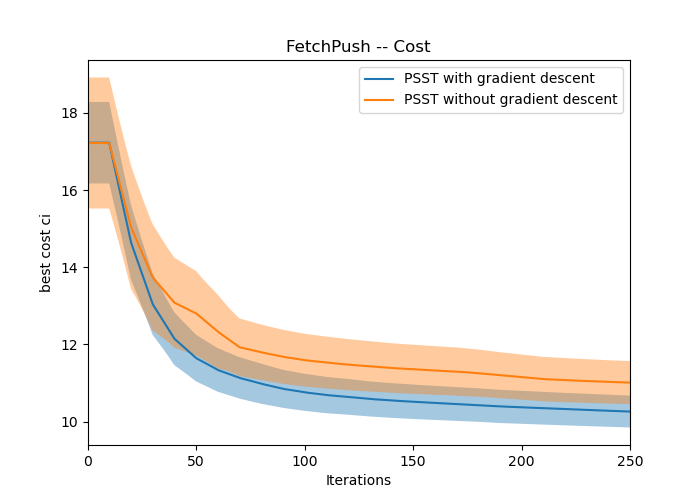 FetchPush -- Cost
PSST with gradient descent
PSST without gradient descent
best cost ci
18
16
14
12
10
0 50 100 150 200 250
Iterations